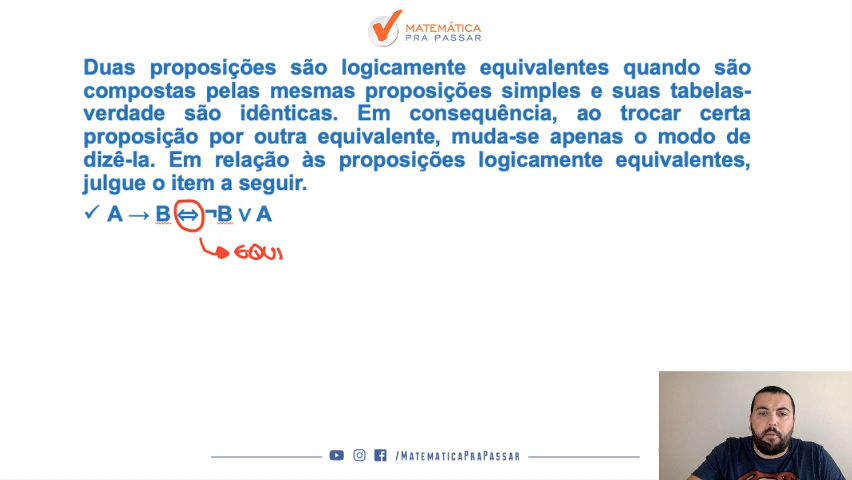 MATEMÁTICA
PRA PASSAR
Duas proposições são logicamente equivalentes quando são
compostas pelas mesmas proposições simples e suas tabelas-
verdade são idênticas. Em consequência, ao trocar certa
proposição por outra equivalente, muda-se apenas o modo de
dizê-la. Em relação às proposições logicamente equivalentes,
julgue o item a seguir.
✓ A → B ⇔ ¬B ∨ A
EQUI
/MATEMATICAPRAPASSAR